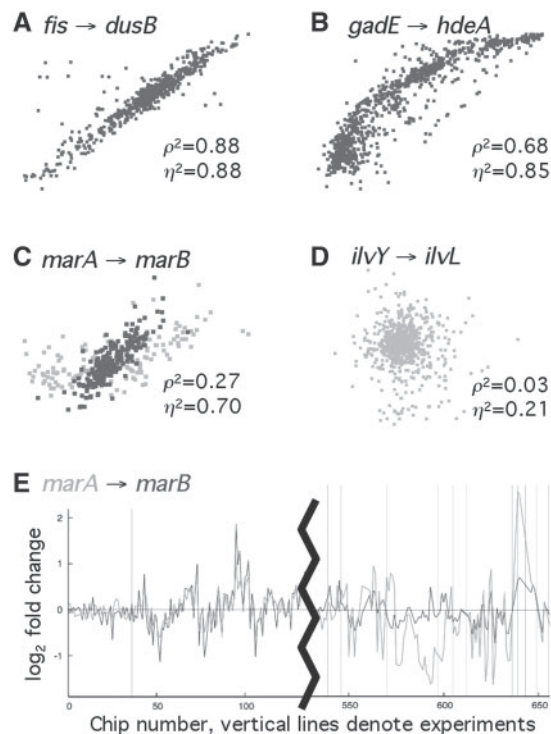 A fis → dusB
ρ²=0.88
η²=0.88
B gadE → hdeA
ρ²=0.68
η²=0.85
C marA → marB
ρ²=0.27
η²=0.70
D ilvY → ilvL
ρ²=0.03
η²=0.21
E marA → marB
log₂ fold change
2
1
0
-1
0 50 100 550 600 650
Chip number, vertical lines denote experiments